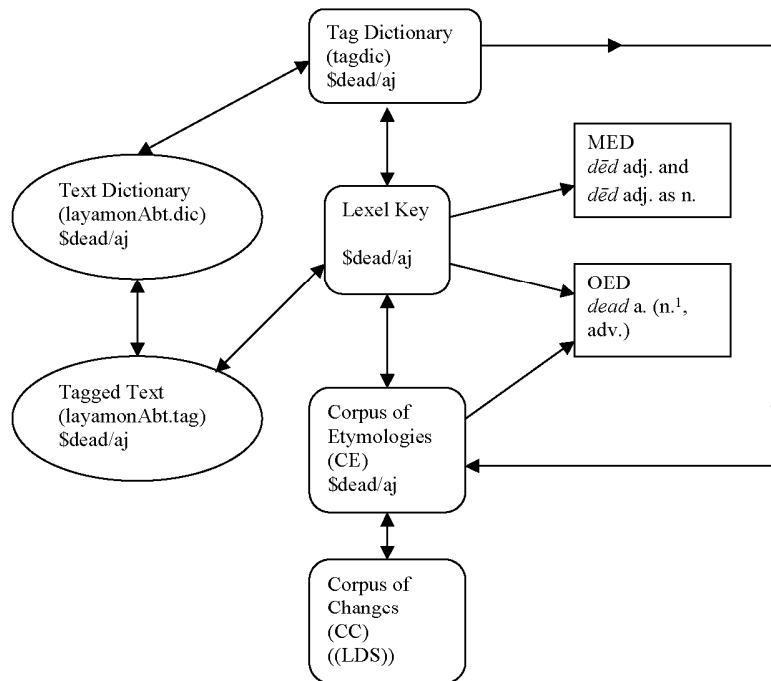 Tag Dictionary
(tagdic)
$dead/aj
MED
dēd adj. and
dēd adj. as n.
Text Dictionary
(layamonAbt.dic)
$dead/aj
Lexel Key
$dead/aj
OED
dead a. (n.¹,
adv.)
Tagged Text
(layamonAbt.tag)
$dead/aj
Corpus of
Etymologies
(CE)
$dead/aj
Corpus of
Changes
(CC)
((LDS))